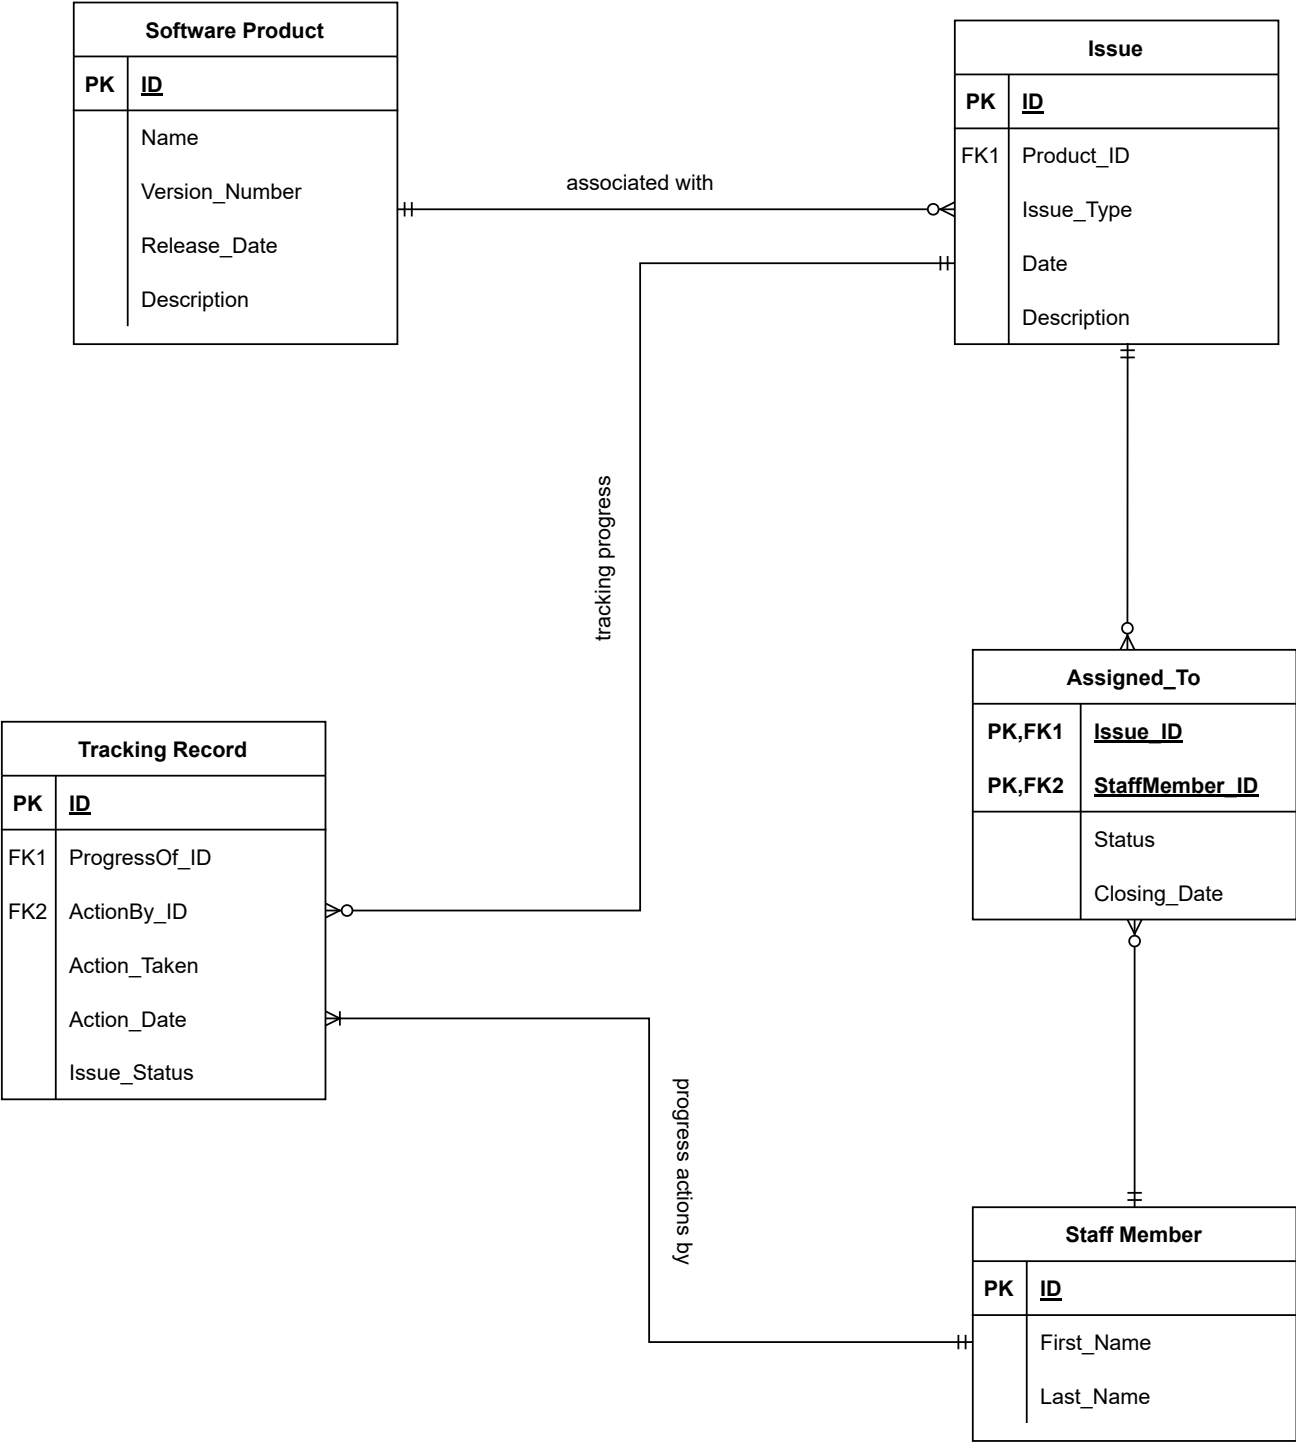 Software Product
PK ID
Name
Version_Number
Release_Date
Description
associated with
Issue
PK ID
FK1 Product_ID
Issue_Type
Date
Description
tracking progress
Tracking Record
PK ID
FK1 ProgressOf_ID
FK2 ActionBy_ID
Action_Taken
Action_Date
Issue_Status
Assigned_To
PK,FK1 Issue_ID
PK,FK2 StaffMember_ID
Status
Closing_Date
progress actions by
Staff Member
PK ID
First_Name
Last_Name